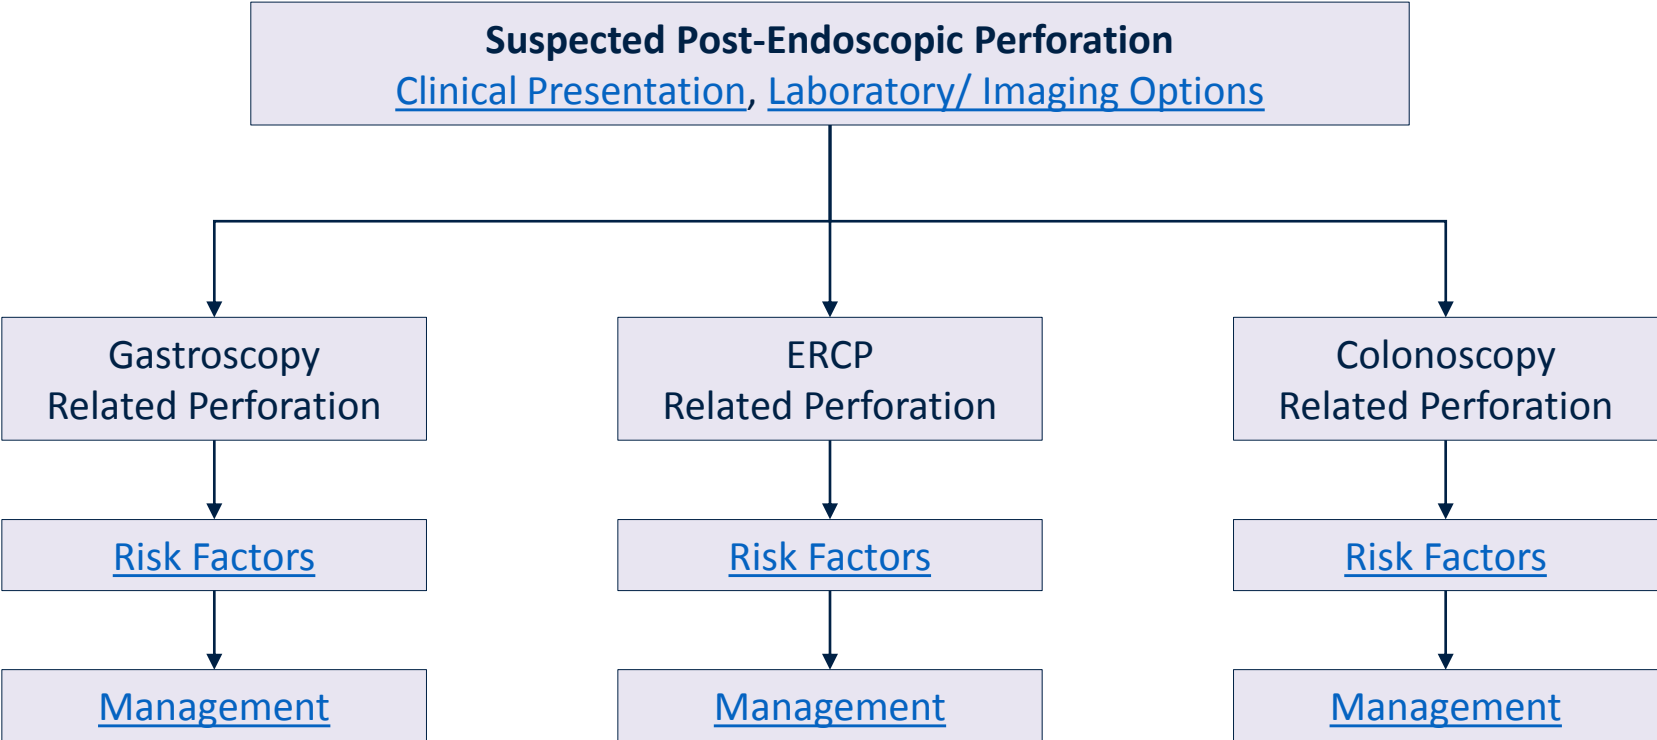 Suspected Post-Endoscopic Perforation
Clinical Presentation, Laboratory/ Imaging Options
Gastroscopy
Related Perforation
ERCP
Related Perforation
Colonoscopy
Related Perforation
Risk Factors
Risk Factors
Risk Factors
Management
Management
Management